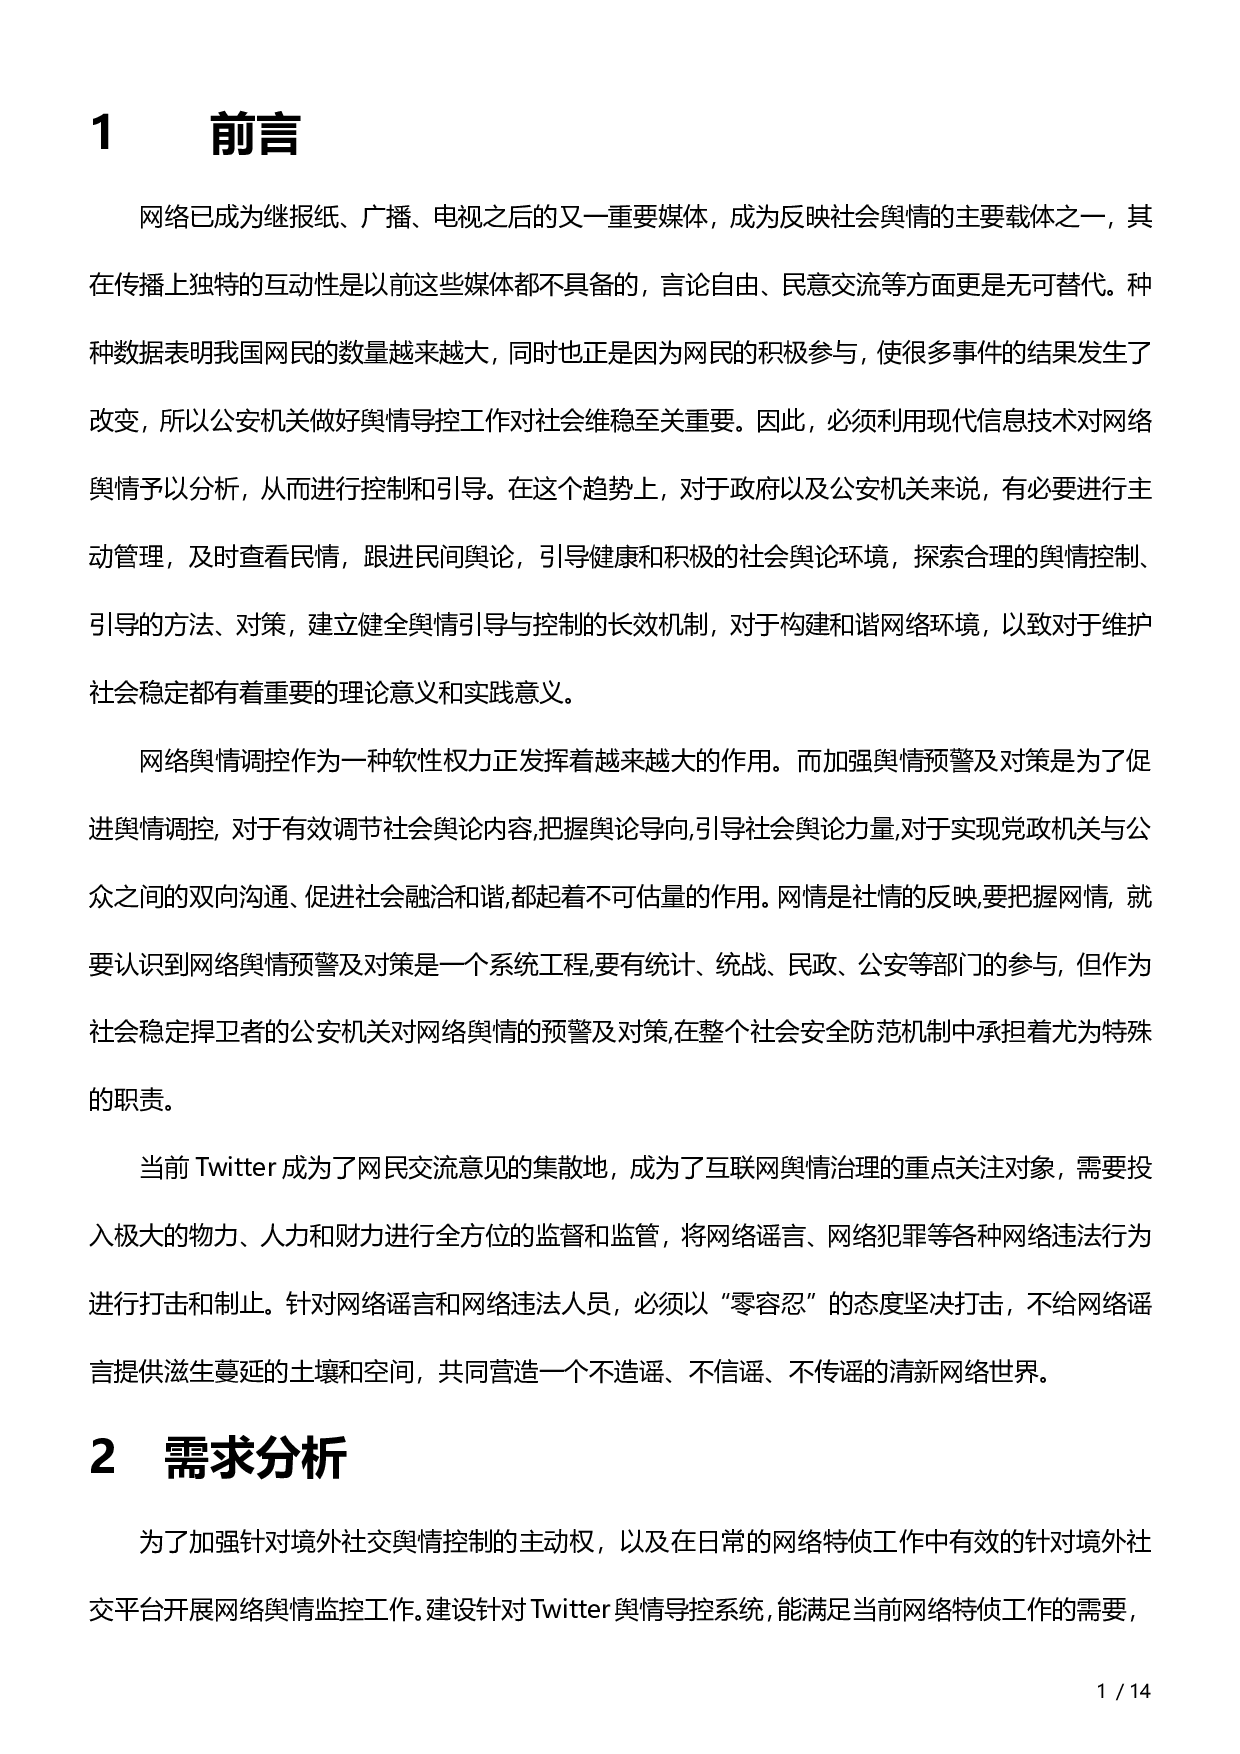 1 前言
网络已成为继报纸、广播、电视之后的又一重要媒体，成为反映社会舆情的主要载体之一，其
在传播上独特的互动性是以前这些媒体都不具备的，言论自由、民意交流等方面更是无可替代。种
种数据表明我国网民的数量越来越大，同时也正是因为网民的积极参与，使很多事件的结果发生了
改变，所以公安机关做好舆情导控工作对社会维稳至关重要。因此，必须利用现代信息技术对网络
舆情予以分析，从而进行控制和引导。在这个趋势上，对于政府以及公安机关来说，有必要进行主
动管理，及时查看民情，跟进民间舆论，引导健康和积极的社会舆论环境，探索合理的舆情控制、
引导的方法、对策，建立健全舆情引导与控制的长效机制，对于构建和谐网络环境，以致对于维护
社会稳定都有着重要的理论意义和实践意义。
网络舆情调控作为一种软性权力正发挥着越来越大的作用。而加强舆情预警及对策是为了促
进舆情调控, 对于有效调节社会舆论内容,把握舆论导向,引导社会舆论力量,对于实现党政机关与公
众之间的双向沟通、促进社会融洽和谐,都起着不可估量的作用。网情是社情的反映,要把握网情, 就
要认识到网络舆情预警及对策是一个系统工程,要有统计、统战、民政、公安等部门的参与, 但作为
社会稳定捍卫者的公安机关对网络舆情的预警及对策,在整个社会安全防范机制中承担着尤为特殊
的职责。
当前 Twitter 成为了网民交流意见的集散地，成为了互联网舆情治理的重点关注对象，需要投
入极大的物力、人力和财力进行全方位的监督和监管，将网络谣言、网络犯罪等各种网络违法行为
进行打击和制止。针对网络谣言和网络违法人员，必须以“零容忍”的态度坚决打击，不给网络谣
言提供滋生蔓延的土壤和空间，共同营造一个不造谣、不信谣、不传谣的清新网络世界。
2 需求分析
为了加强针对境外社交舆情控制的主动权，以及在日常的网络特侦工作中有效的针对境外社
交平台开展网络舆情监控工作。建设针对 Twitter 舆情导控系统，能满足当前网络特侦工作的需要，
1 / 14